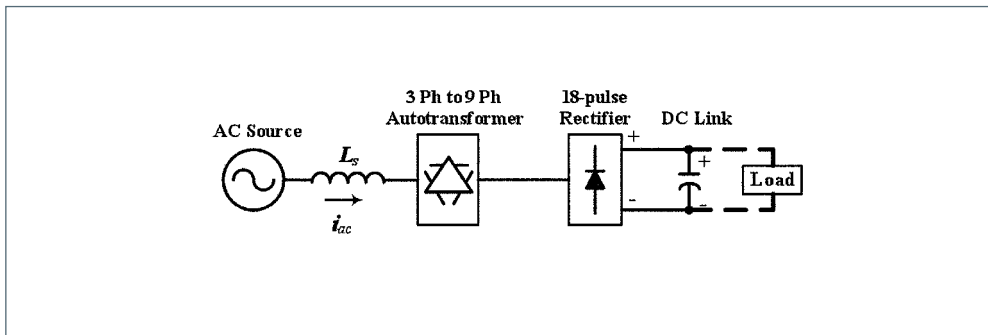 3 Ph to 9 Ph
Autotransformer
18-pulse
Rectifier
AC Source
DC Link
Ls
iac
+
-
+
-
Load